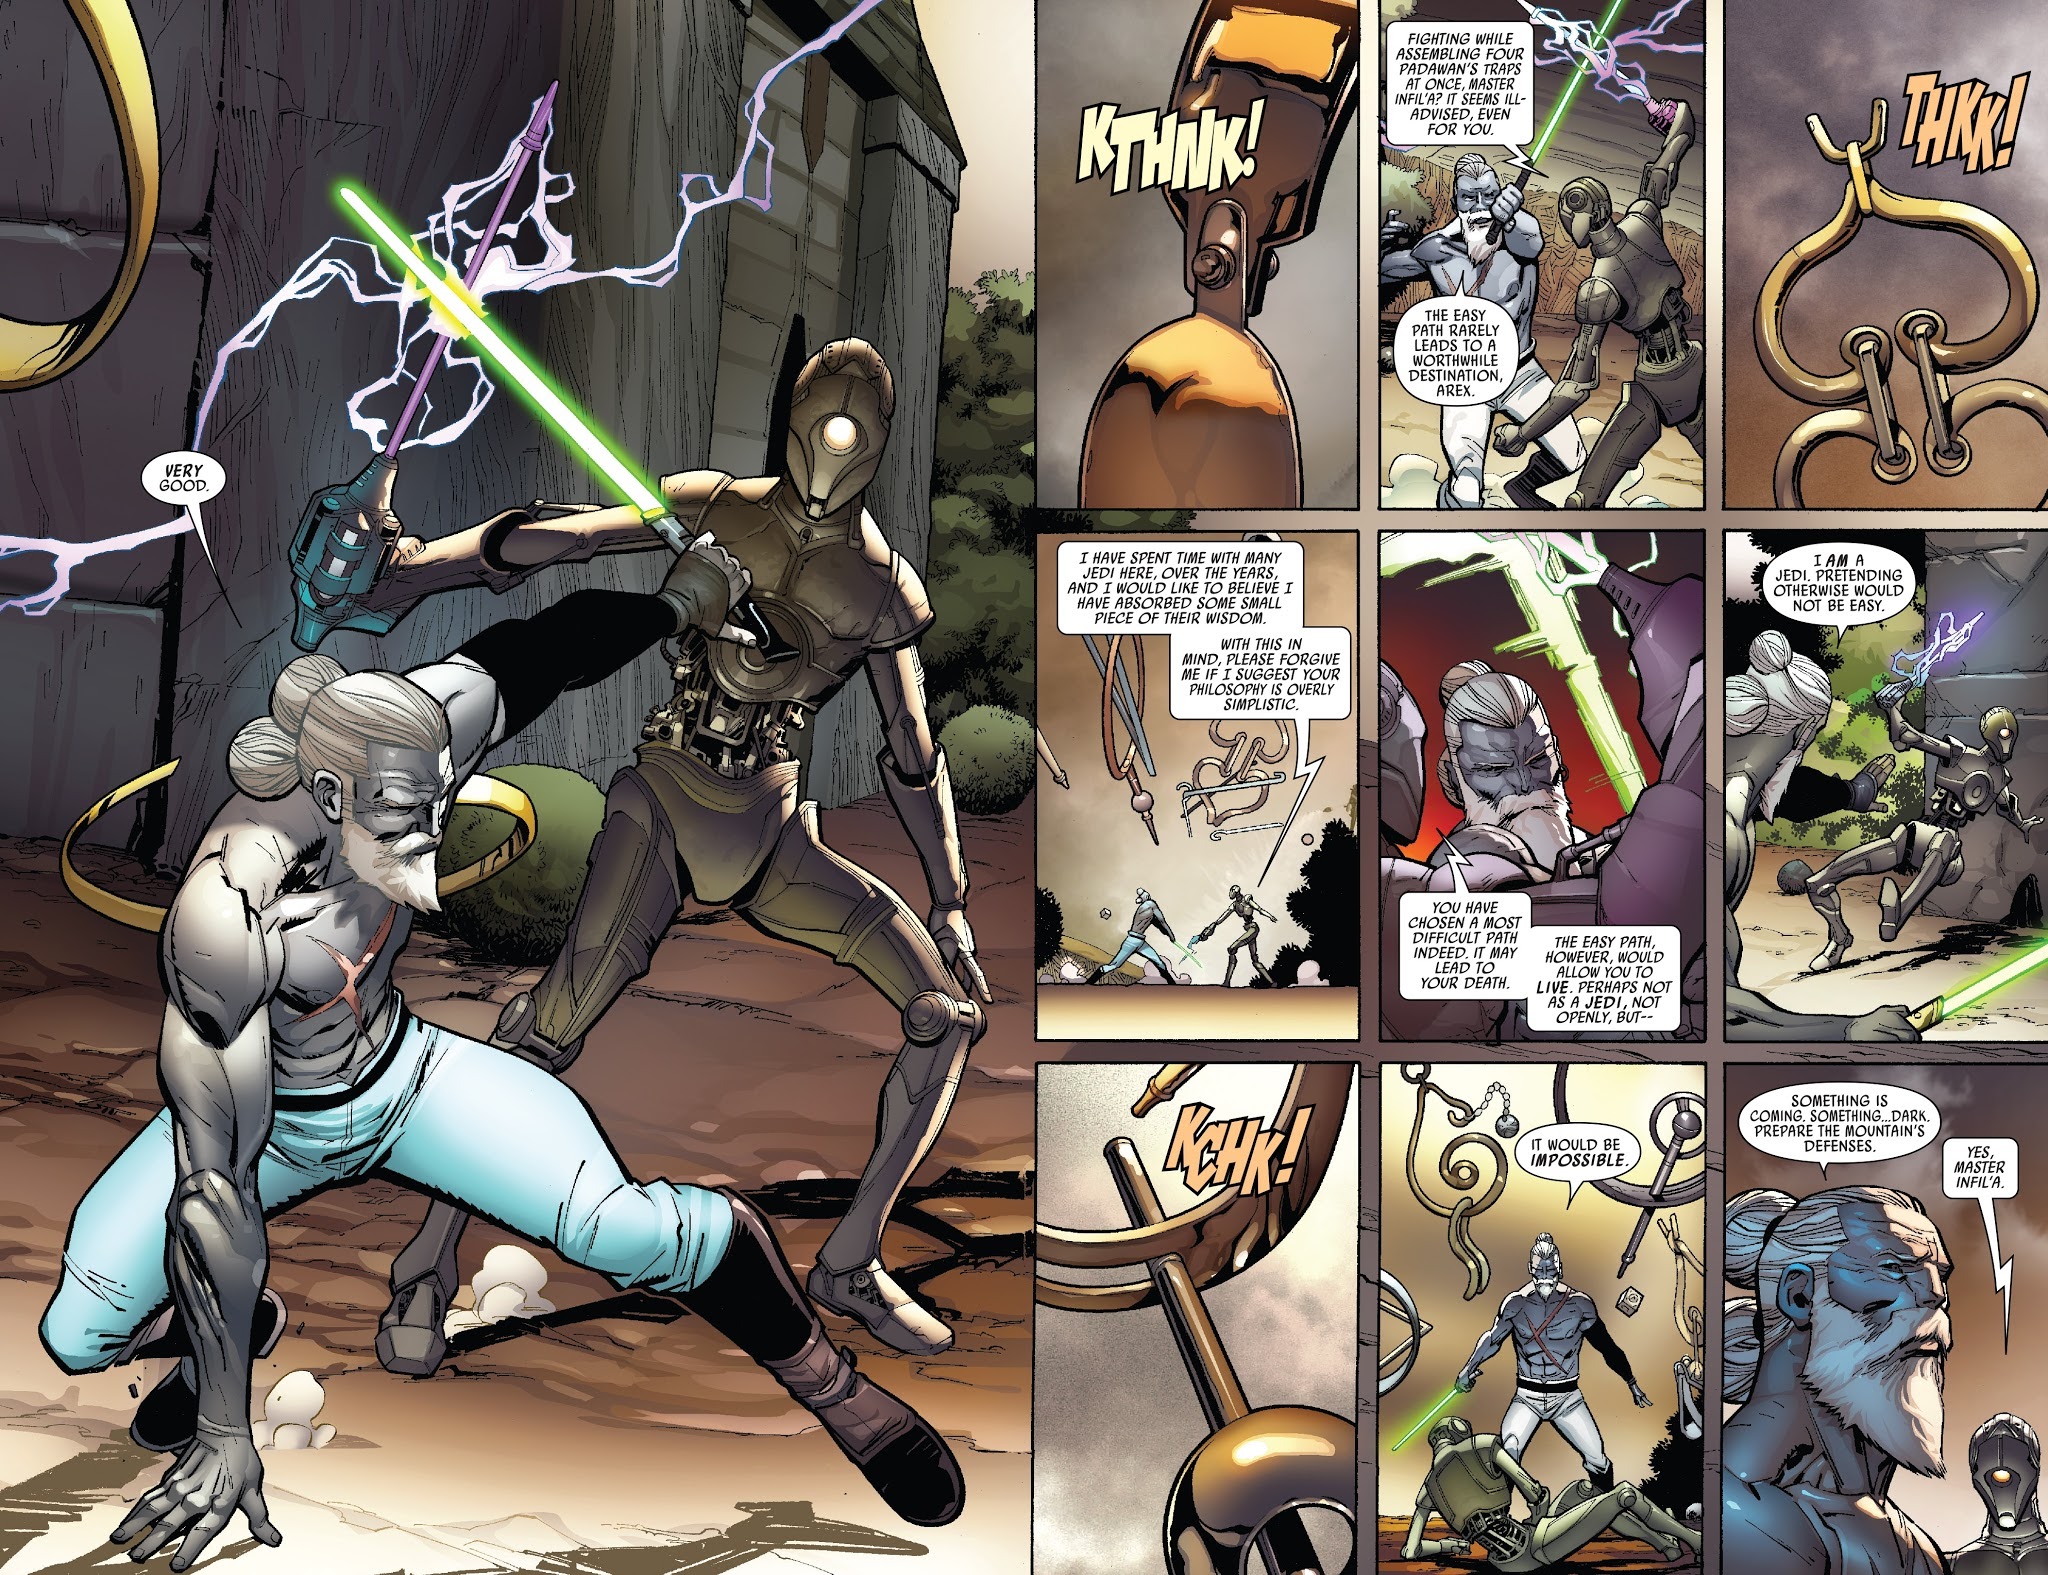 VERY
GOOD.
KTHNK!
FIGHTING WHILE
ASSEMBLING FOUR
PADAWAN'S TRAPS
AT ONCE, MASTER
INFIL'A? IT SEEMS ILL-
ADVISED, EVEN
FOR YOU.
THE EASY
PATH RARELY
LEADS TO A
WORTHWHILE
DESTINATION,
AREX.
THKK!
I HAVE SPENT TIME WITH MANY
JEDI HERE, OVER THE YEARS,
AND I WOULD LIKE TO BELIEVE I
HAVE ABSORBED SOME SMALL
PIECE OF THEIR WISDOM.
WITH THIS IN
MIND, PLEASE FORGIVE
ME IF I SUGGEST YOUR
PHILOSOPHY IS OVERLY
SIMPLISTIC.
YOU HAVE
CHOSEN A MOST
DIFFICULT PATH
INDEED. IT MAY
LEAD TO
YOUR DEATH.
THE EASY PATH,
HOWEVER, WOULD
ALLOW YOU TO
LIVE. PERHAPS NOT
AS A JEDI, NOT
OPENLY, BUT--
I AM A
JEDI. PRETENDING
OTHERWISE WOULD
NOT BE EASY.
KCHK!
IT WOULD BE
IMPOSSIBLE.
SOMETHING IS
COMING. SOMETHING...DARK.
PREPARE THE MOUNTAIN'S
DEFENSES.
YES,
MASTER
INFIL'A.